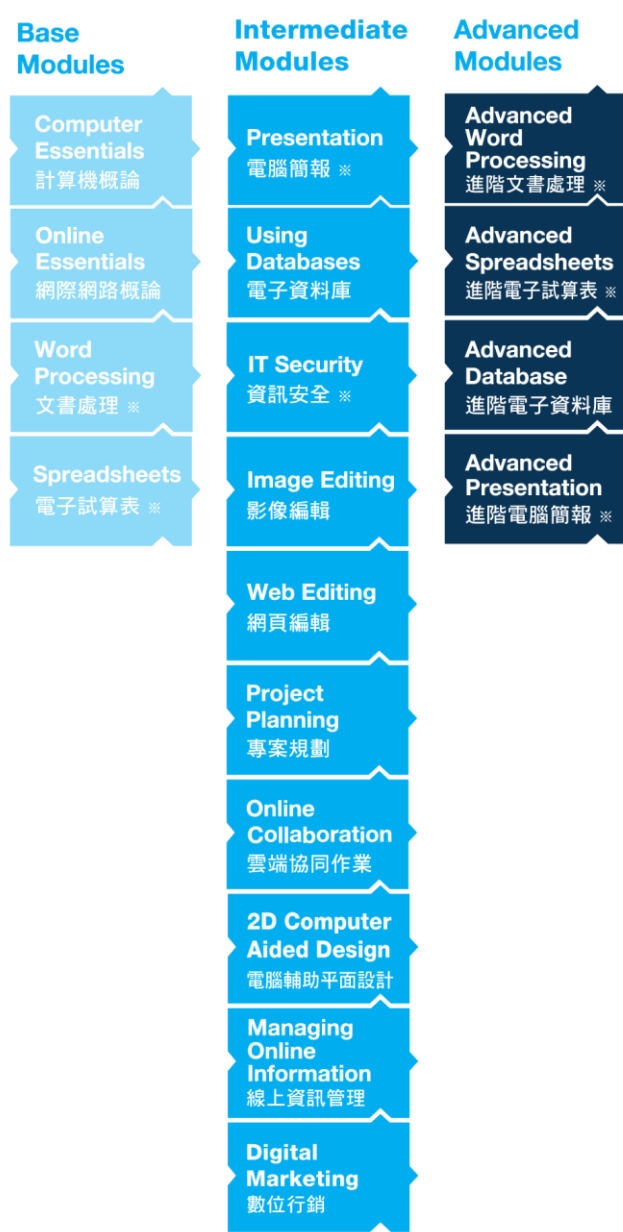 Base
Modules
Computer
Essentials
計算機概論
Online
Essentials
網際網路概論
Word
Processing
文書處理 ※
Spreadsheets
電子試算表 ※
Intermediate
Modules
Presentation
電腦簡報 ※
Using
Databases
電子資料庫
IT Security
資訊安全 ※
Image Editing
影像編輯
Web Editing
網頁編輯
Project
Planning
專案規劃
Online
Collaboration
雲端協同作業
2D Computer
Aided Design
電腦輔助平面設計
Managing
Online
Information
線上資訊管理
Digital
Marketing
數位行銷
Advanced
Modules
Advanced
Word
Processing
進階文書處理 ※
Advanced
Spreadsheets
進階電子試算表 ※
Advanced
Database
進階電子資料庫
Advanced
Presentation
進階電腦簡報 ※